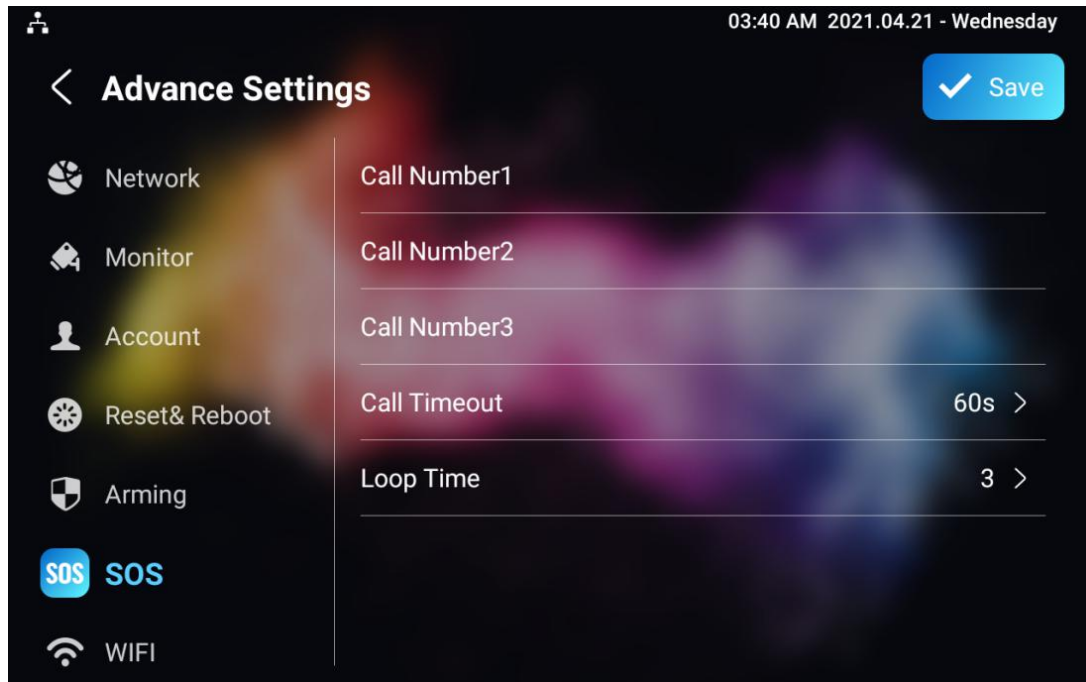 03:40 AM 2021.04.21 - Wednesday
Advance Settings
Save
Network
Monitor
Account
Reset& Reboot
Arming
SOS SOS
WIFI
Call Number1
Call Number2
Call Number3
Call Timeout 60s
Loop Time 3